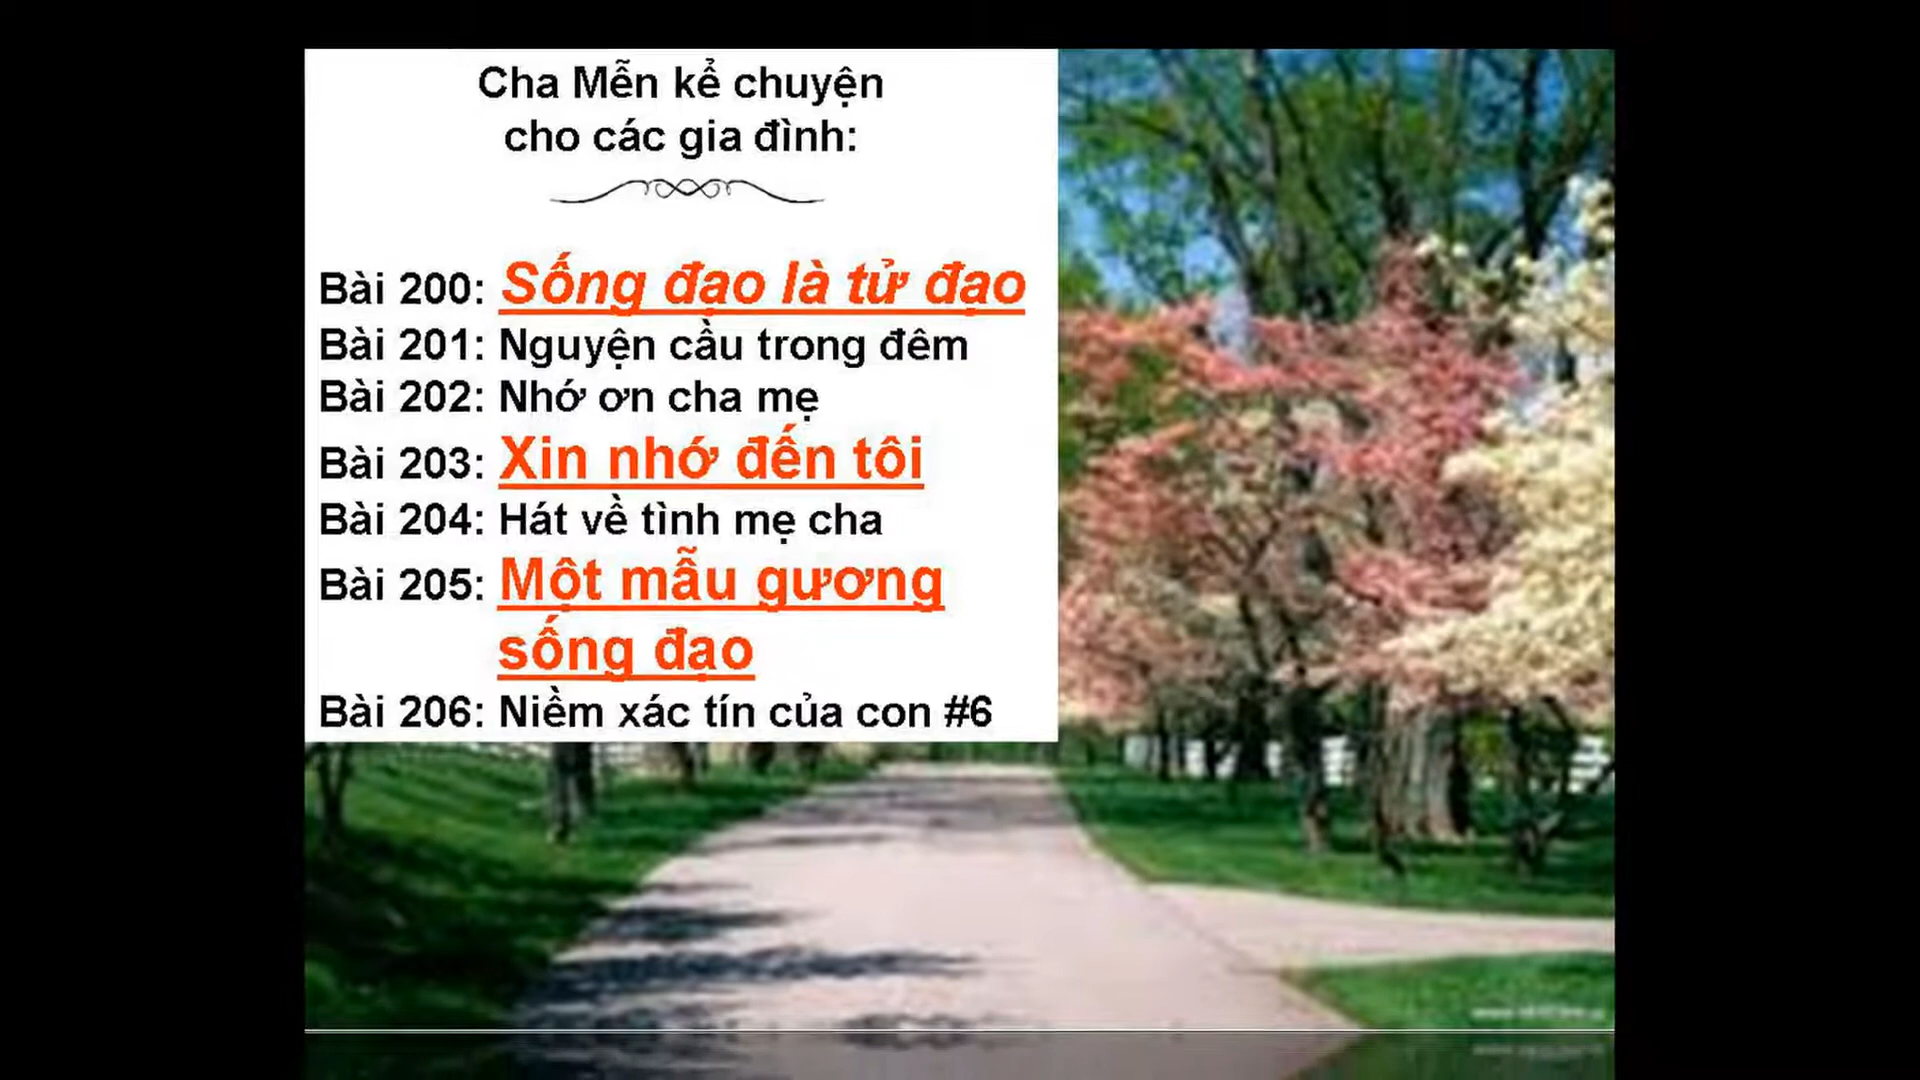 Cha Mễn kể chuyện
cho các gia đình:
Bài 200: Sống đạo là tử đạo
Bài 201: Nguyện cầu trong đêm
Bài 202: Nhớ ơn cha mẹ
Bài 203: Xin nhớ đến tôi
Bài 204: Hát về tình mẹ cha
Bài 205: Một mẫu gương
sống đạo
Bài 206: Niềm xác tín của con #6